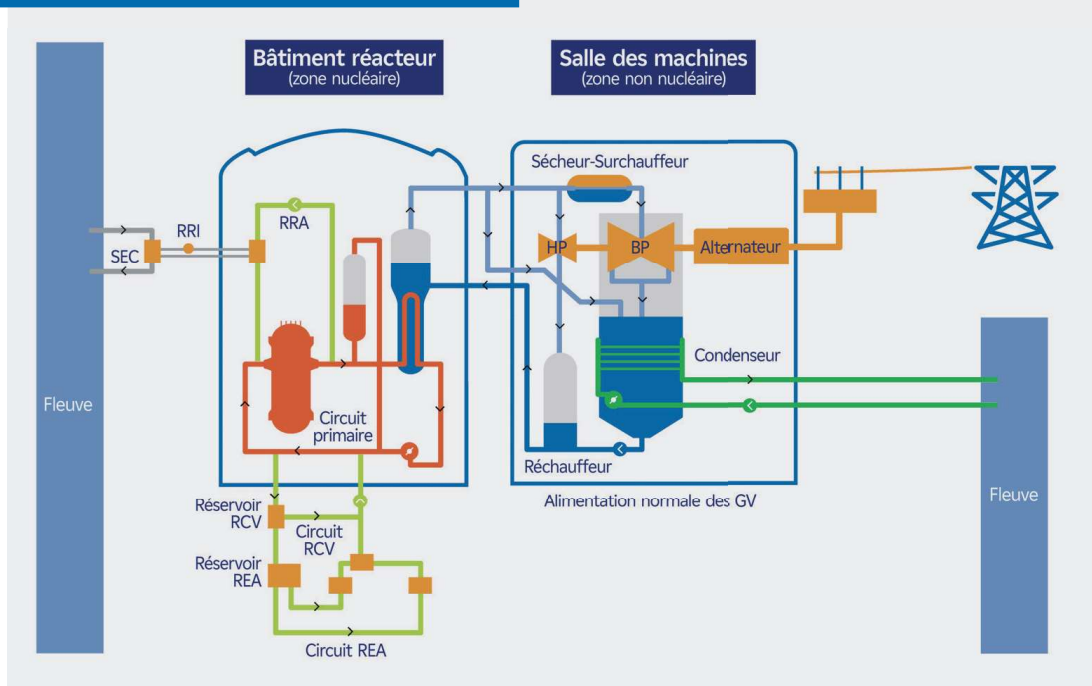 Bâtiment réacteur
(zone nucléaire)
Salle des machines
(zone non nucléaire)
Sécheur-Surchauffeur
RRA
RRI
SEC
HP
BP
Alternateur
Condenseur
Fleuve
Circuit
primaire
Réchauffeur
Fleuve
Alimentation normale des GV
Réservoir
RCV
Circuit
RCV
Réservoir
REA
Circuit REA